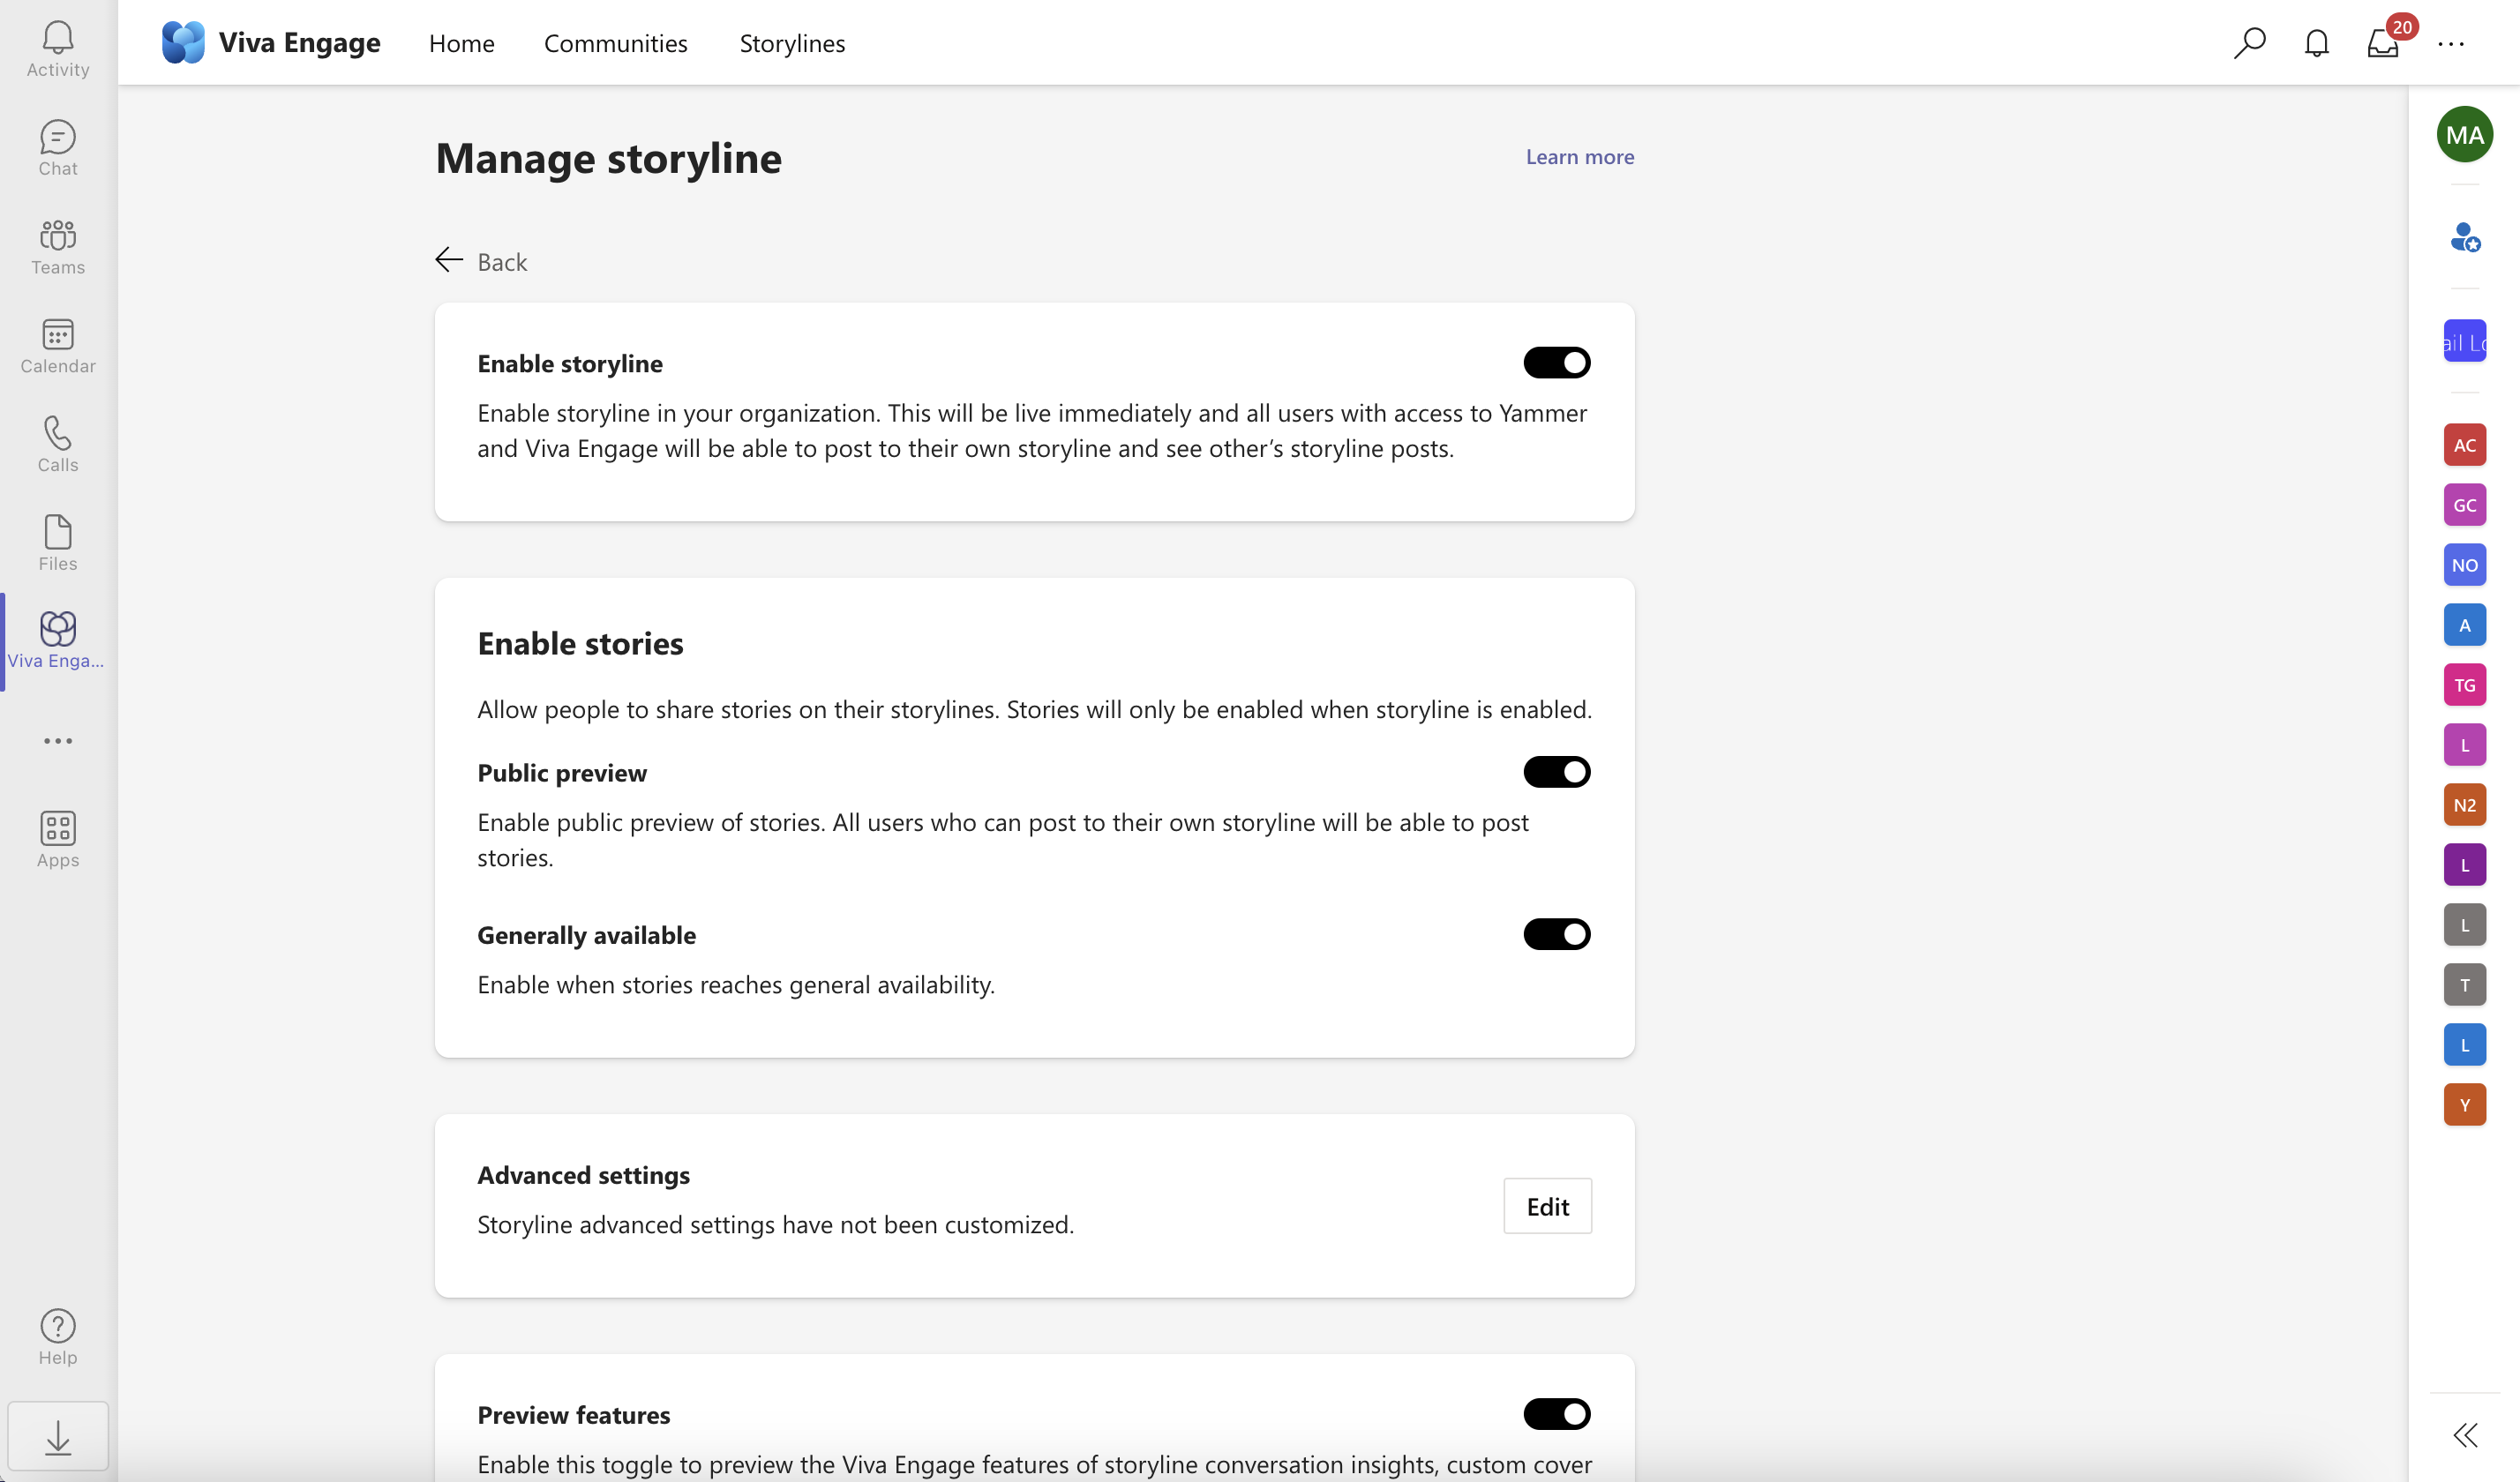 Activity
Chat
Teams
Calendar
Calls
Files
Viva Enga...
Apps
Help
Viva Engage
Home
Communities
Storylines
20
Manage storyline
Learn more
Back
Enable storyline
Enable storyline in your organization. This will be live immediately and all users with access to Yammer
and Viva Engage will be able to post to their own storyline and see other’s storyline posts.
Enable stories
Allow people to share stories on their storylines. Stories will only be enabled when storyline is enabled.
Public preview
Enable public preview of stories. All users who can post to their own storyline will be able to post
stories.
Generally available
Enable when stories reaches general availability.
Advanced settings
Storyline advanced settings have not been customized.
Edit
Preview features
Enable this toggle to preview the Viva Engage features of storyline conversation insights, custom cover
MA
ail Lo
AC
GC
NO
A
TG
L
N2
L
L
T
L
Y